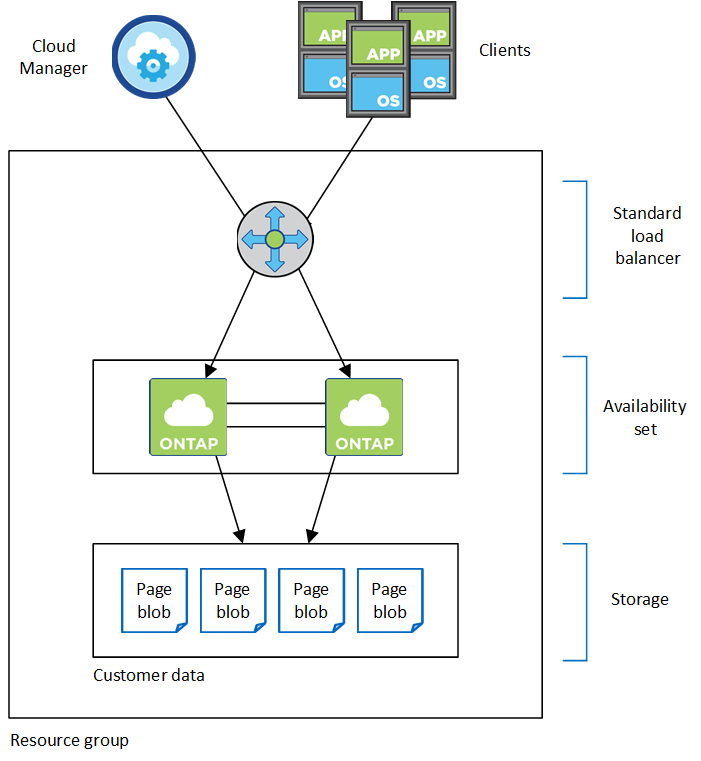 Cloud
Manager
APP
APP
APP
OS
OS
OS
Clients
Standard
load
balancer
ONTAP
ONTAP
Availability
set
Page
blob
Page
blob
Page
blob
Page
blob
Storage
Customer data
Resource group